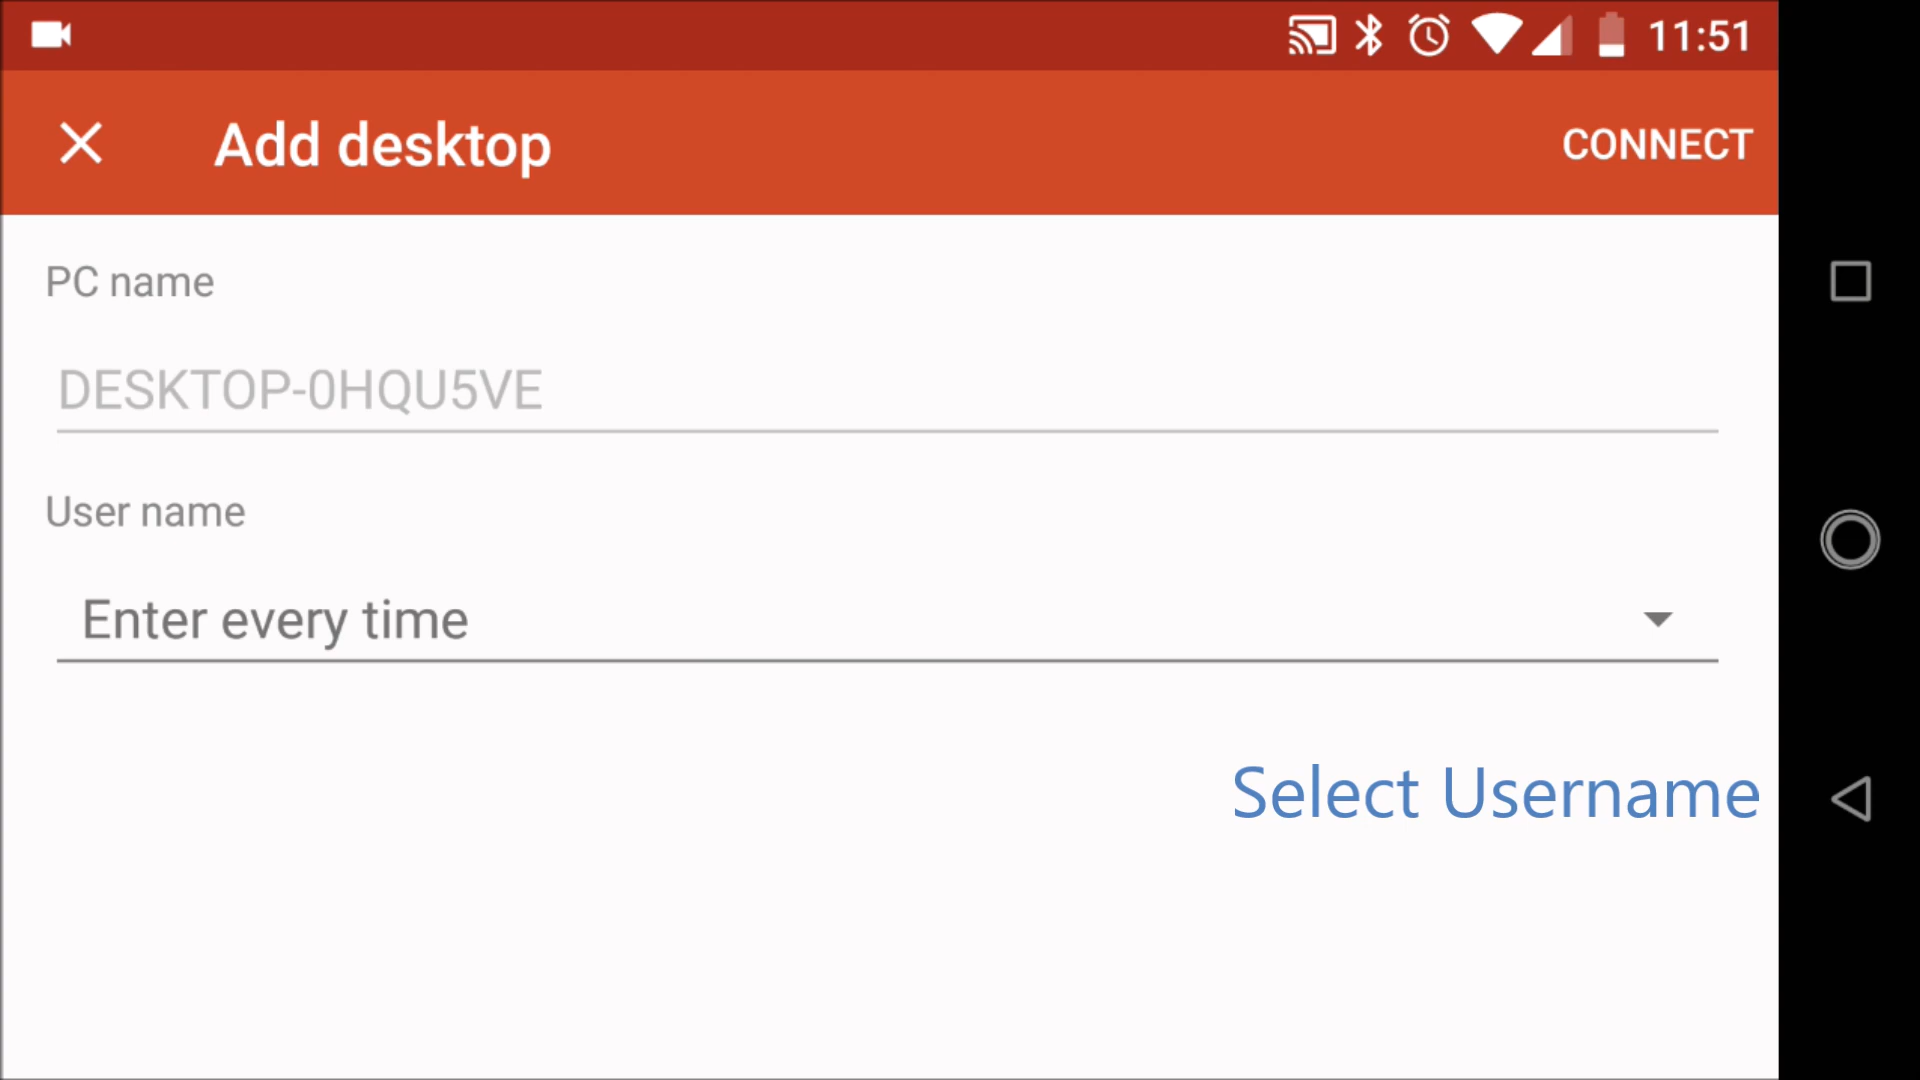 11:51
Add desktop
CONNECT
PC name
DESKTOP-0HQU5VE
User name
Enter every time
Select Username